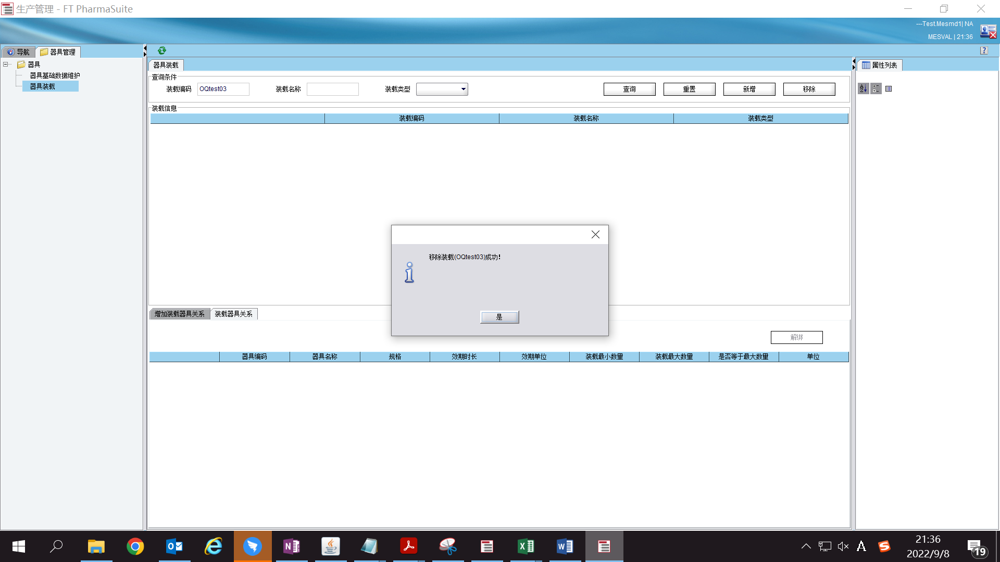 生产管理 - FT PharmaSuite
---Test.Mesmd1| NA
MESVAL | 21:36
导航
器具管理
器具
器具基础数据维护
器具装载
器具装载
查询条件
装载编码
OQtest03
装载名称
装载类型
查询
重置
新增
移除
装载信息
装载编码
装载名称
装载类型
属性列表
移除装载(OQtest03)成功!
是
增加装载器具关系
装载器具关系
解绑
器具编码
器具名称
规格
效期时长
效期单位
装载最小数量
装载最大数量
是否等于最大数量
单位
21:36
2022/9/8
19